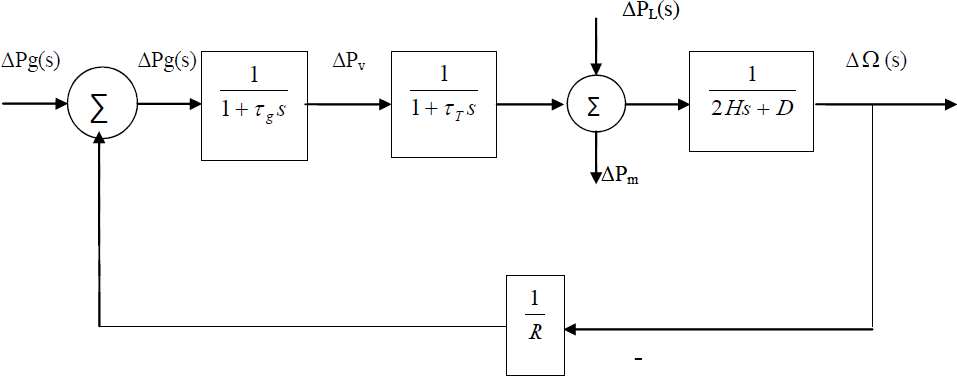 ΔP_L(s)
ΔPg(s) ΔPg(s) ΔP_v ΔΩ (s)
Σ
1
1 + τ_g s
1
1 + τ_T s
Σ
1
2Hs + D
ΔP_m
1
R
-